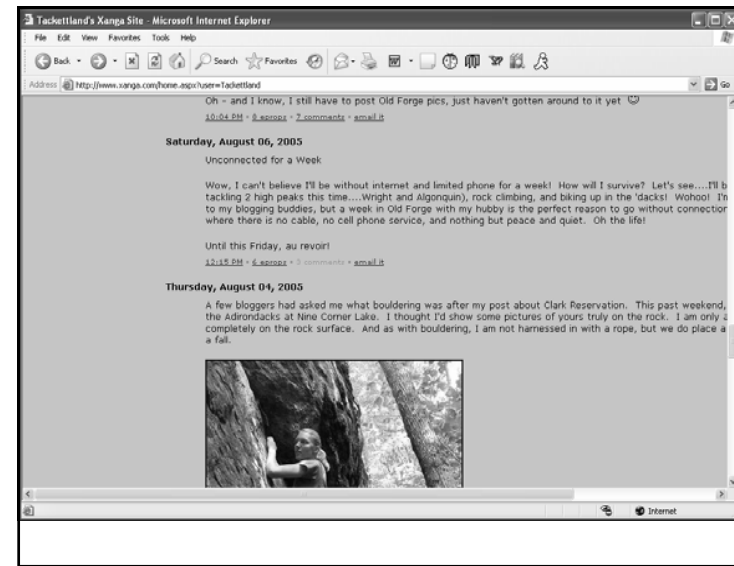 Tackettland's Xanga Site - Microsoft Internet Explorer
File Edit View Favorites Tools Help
Back Search Favorites
Address http://www.xanga.com/home.aspx?user=Tackettland Go
Oh - and I know, I still have to post Old Forge pics, just haven't gotten around to it yet
10:04 PM - 8 eprops - 7 comments - email it
Saturday, August 06, 2005
Unconnected for a Week
Wow, I can't believe I'll be without internet and limited phone for a week! How will I survive? Let's see....I'll b
tackling 2 high peaks this time....Wright and Algonquin), rock climbing, and biking up in the 'dacks! Wohoo! I'm
to my blogging buddies, but a week in Old Forge with my hubby is the perfect reason to go without connection
where there is no cable, no cell phone service, and nothing but peace and quiet. Oh the life!
Until this Friday, au revoir!
12:15 PM - 6 eprops - 3 comments - email it
Thursday, August 04, 2005
A few bloggers had asked me what bouldering was after my post about Clark Reservation. This past weekend,
the Adirondacks at Nine Corner Lake. I thought I'd show some pictures of yours truly on the rock. I am only a
completely on the rock surface. And as with bouldering, I am not harnessed in with a rope, but we do place a
a fall.
Internet